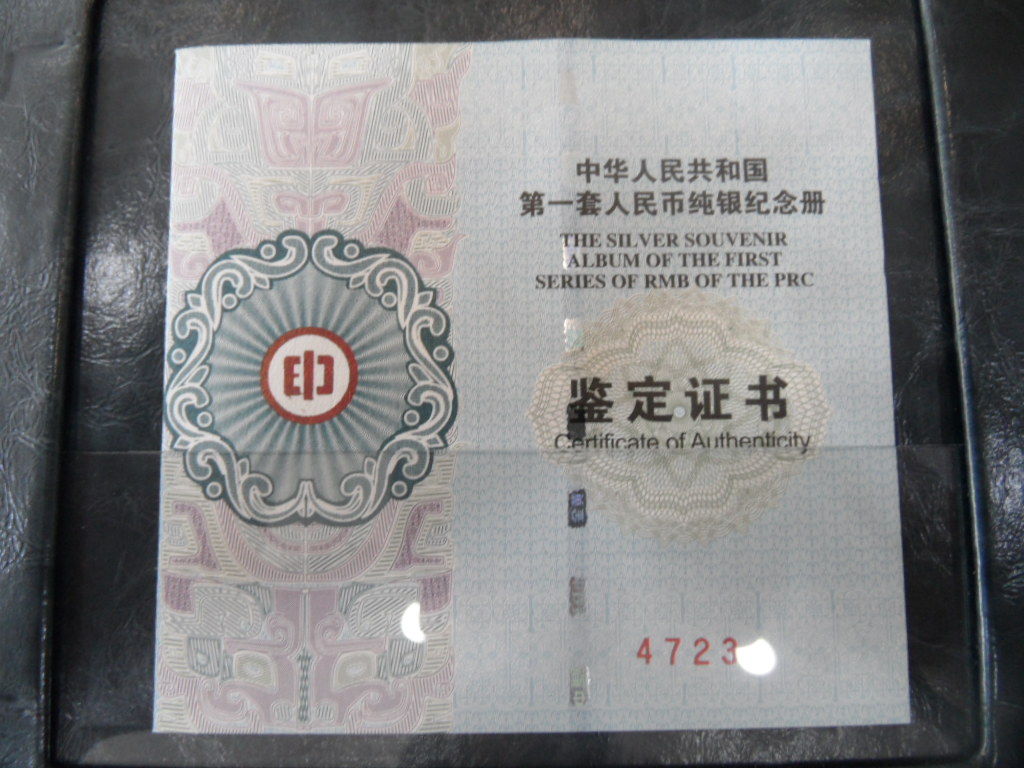 中华人民共和国
第一套人民币纯银纪念册
THE SILVER SOUVENIR
ALBUM OF THE FIRST
SERIES OF RMB OF THE PRC
鉴定证书
Certificate of Authenticity
4723